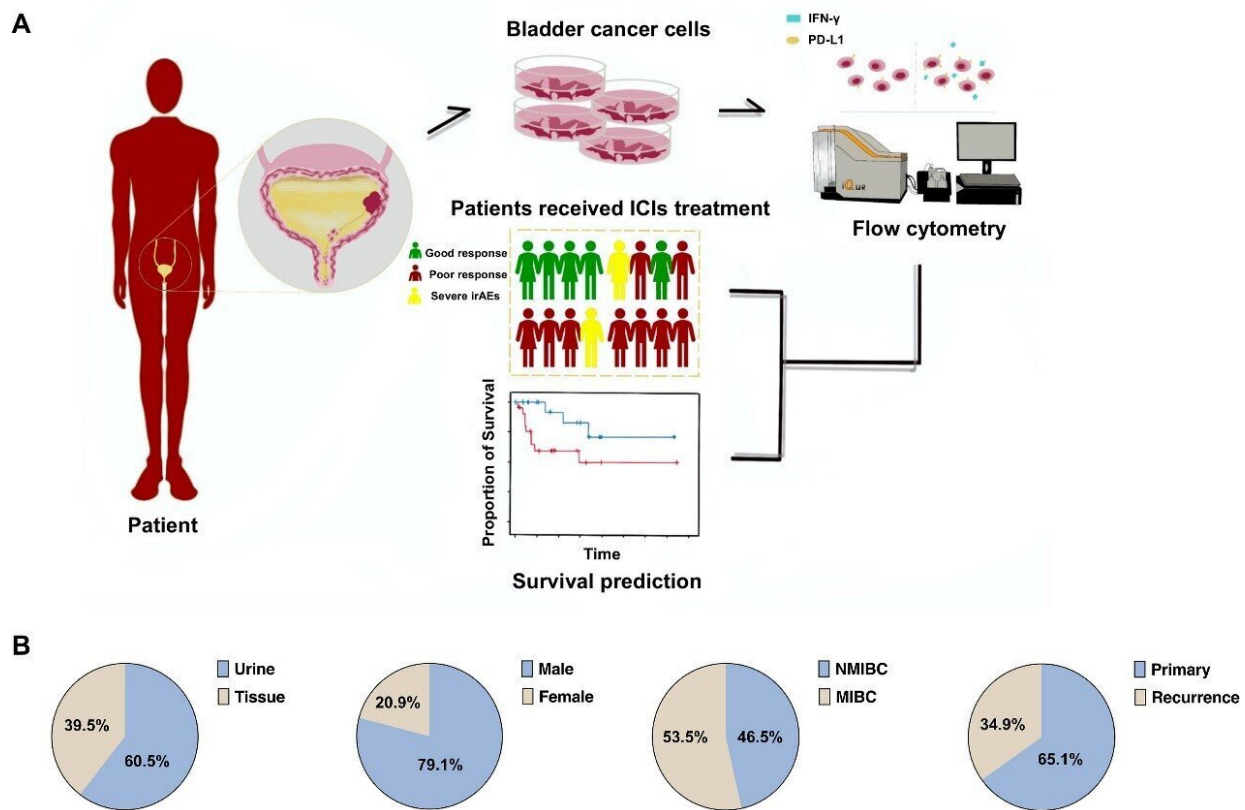 A
Bladder cancer cells
IFN-γ
PD-L1
iQue
Flow cytometry
Patients received ICIs treatment
Good response
Poor response
Severe irAEs
Patient
Proportion of Survival
Time
Survival prediction
B
Urine
Tissue
39.5%
60.5%
Male
Female
20.9%
79.1%
NMIBC
MIBC
53.5%
46.5%
Primary
Recurrence
34.9%
65.1%